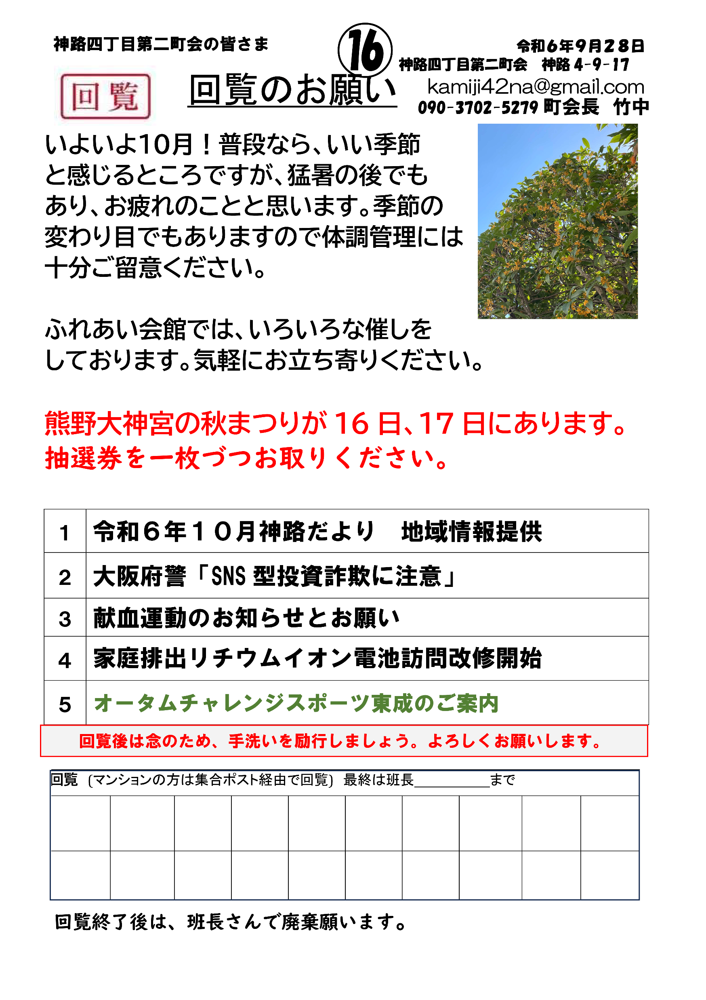 神路四丁目第二町会の皆さま
16
令和6年9月28日
神路四丁目第二町会　神路 4-9-17
回覧
回覧のお願い
kamiji42na@gmail.com
090-3702-5279 町会長　竹中
いよいよ10月！普段なら、いい季節
と感じるところですが、猛暑の後でも
あり、お疲れのことと思います。季節の
変わり目でもありますので体調管理には
十分ご留意ください。
ふれあい会館では、いろいろな催しを
しております。気軽にお立ち寄りください。
熊野大神宮の秋まつりが 16 日、17 日にあります。
抽選券を一枚づつお取りください。
1 令和６年１０月神路だより　地域情報提供
2 大阪府警「SNS 型投資詐欺に注意」
3 献血運動のお知らせとお願い
4 家庭排出リチウムイオン電池訪問改修開始
5 オータムチャレンジスポーツ東成のご案内
回覧後は念のため、手洗いを励行しましょう。よろしくお願いします。
回覧 (マンションの方は集合ポスト経由で回覧) 最終は班長＿＿＿＿＿まで
回覧終了後は、班長さんで廃棄願います。